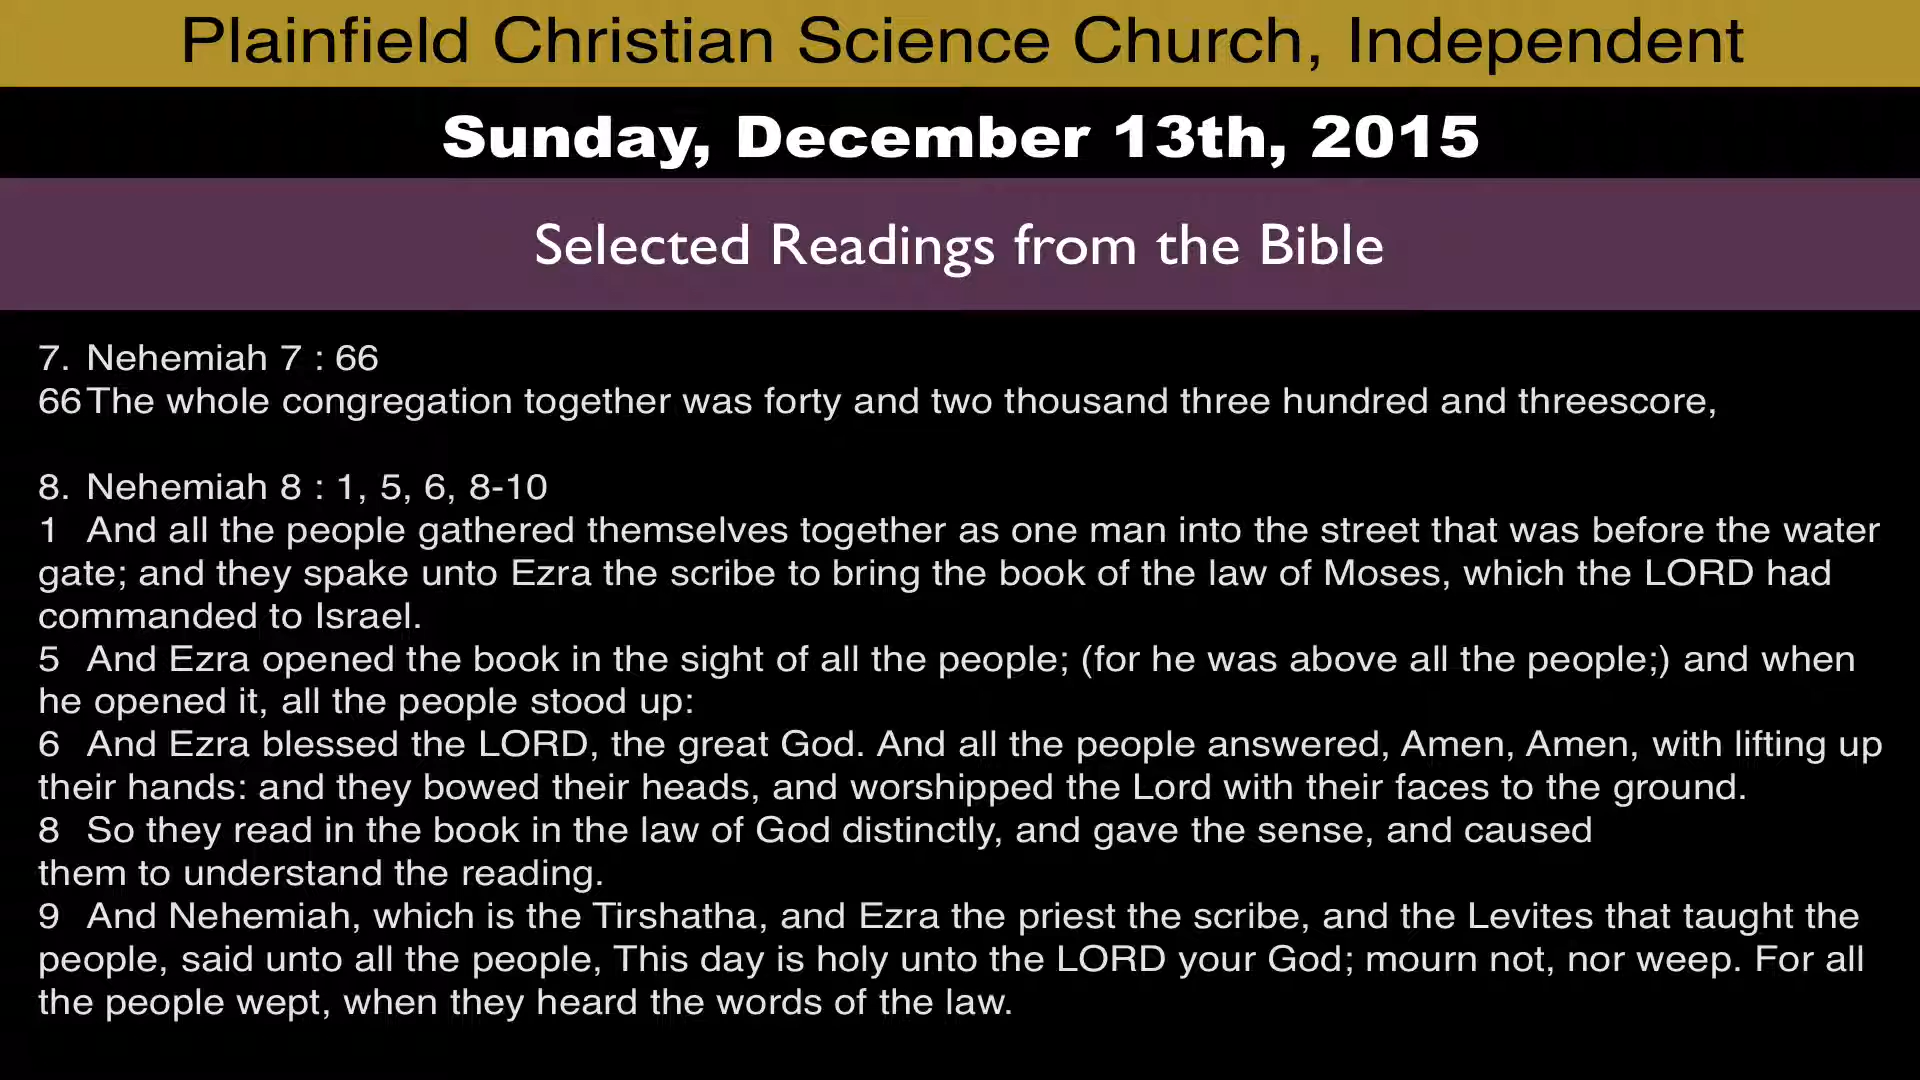 Plainfield Christian Science Church, Independent
Sunday, December 13th, 2015
Selected Readings from the Bible
7. Nehemiah 7 : 66
66 The whole congregation together was forty and two thousand three hundred and threescore,
8. Nehemiah 8 : 1, 5, 6, 8-10
1 And all the people gathered themselves together as one man into the street that was before the water
gate; and they spake unto Ezra the scribe to bring the book of the law of Moses, which the LORD had
commanded to Israel.
5 And Ezra opened the book in the sight of all the people; (for he was above all the people;) and when
he opened it, all the people stood up:
6 And Ezra blessed the LORD, the great God. And all the people answered, Amen, Amen, with lifting up
their hands: and they bowed their heads, and worshipped the Lord with their faces to the ground.
8 So they read in the book in the law of God distinctly, and gave the sense, and caused
them to understand the reading.
9 And Nehemiah, which is the Tirshatha, and Ezra the priest the scribe, and the Levites that taught the
people, said unto all the people, This day is holy unto the LORD your God; mourn not, nor weep. For all
the people wept, when they heard the words of the law.